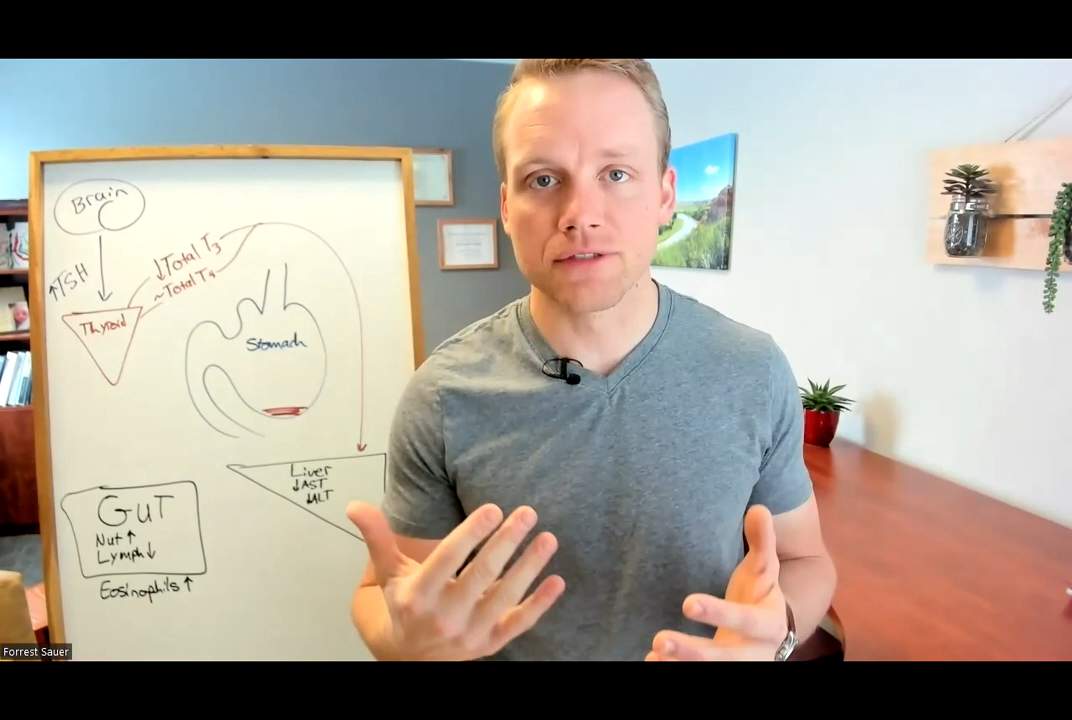 Brain
↑TSH
↓Total T3
~Total T4
Thyroid
Stomach
Liver
↓AST
↓ALT
GuT
Nut↑
Lymph↓
Eosinophils↑
Forrest Sauer